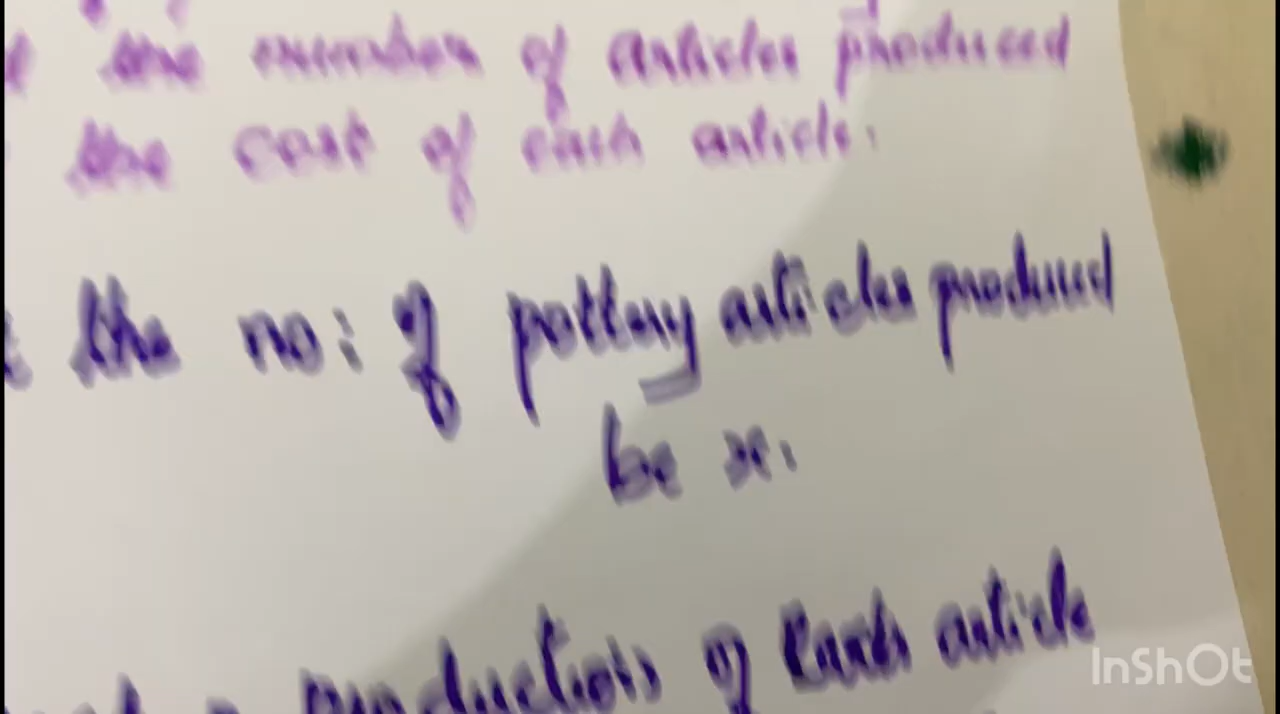 the number of articles produced
the cost of each article.
the no: of pottery articles produced
be x.
production of each article
InShOt